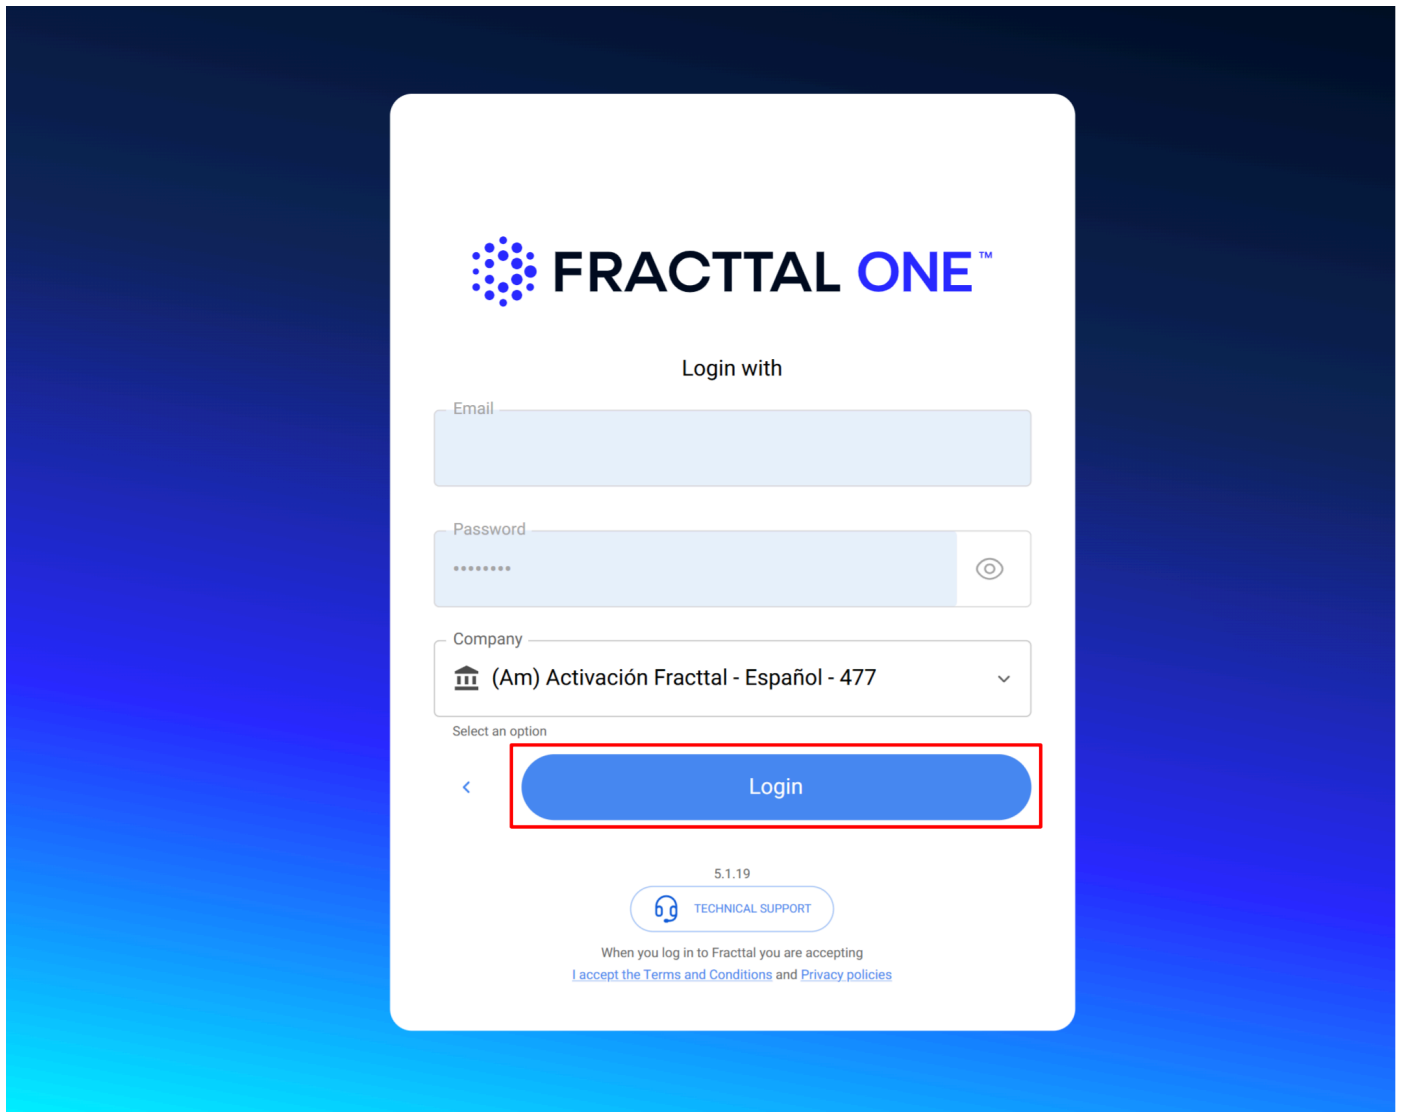 FRACTTAL ONE™
Login with
Email
Password
••••••••
Company
(Am) Activación Fracttal - Español - 477
Select an option
Login
5.1.19
TECHNICAL SUPPORT
When you log in to Fracttal you are accepting
I accept the Terms and Conditions and Privacy policies